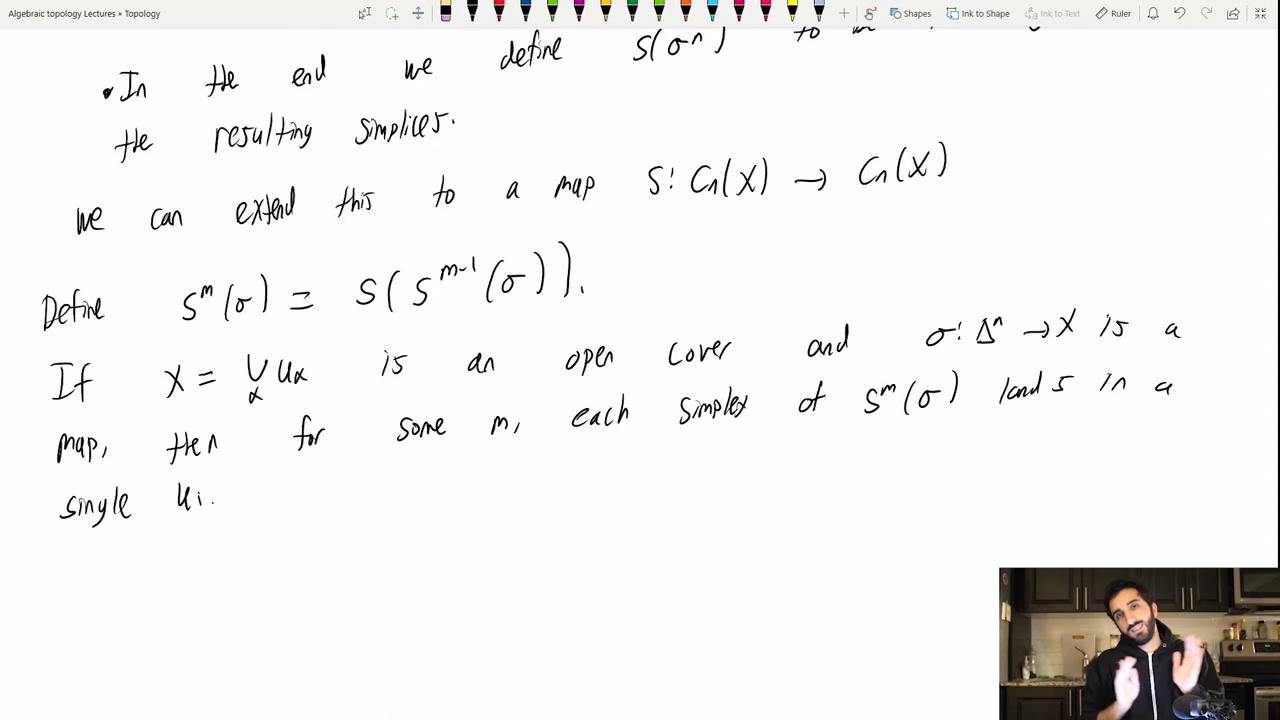 Algebraic topology Lectures » Topology
Shapes Ink to Shape Ink to Text Ruler
• In the end we define S(σⁿ) to be
the resulting simplices.
We can extend this to a map S: Cn(X) → Cn(X)
Define Sᵐ(σ) = S(Sᵐ⁻¹(σ)).
If X = ∪α Uα is an open cover and σ: Δⁿ → X is a
map, then for some m, each simplex of Sᵐ(σ) lands in a
single Ui.